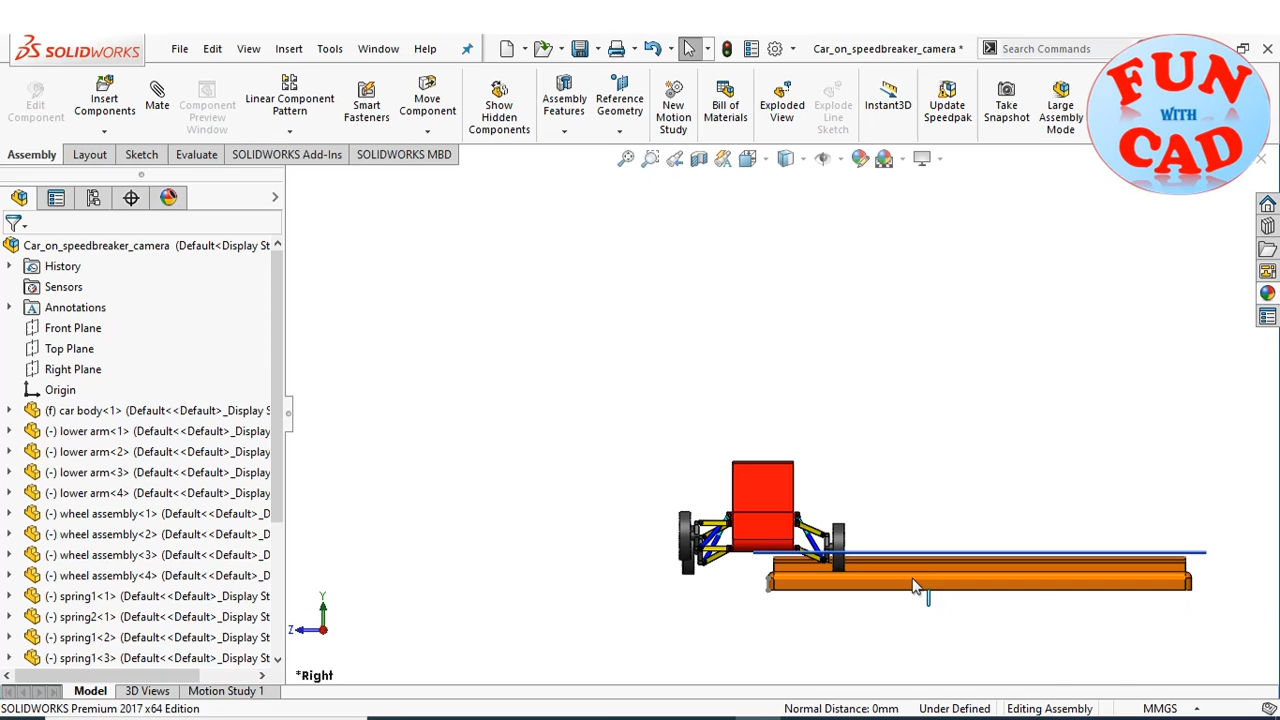 SOLIDWORKS File Edit View Insert Tools Window Help Car_on_speedbreaker_camera * Search Commands
Edit Component
Insert Components
Mate
Component Preview Window
Linear Component Pattern
Smart Fasteners
Move Component
Show Hidden Components
Assembly Features
Reference Geometry
New Motion Study
Bill of Materials
Exploded View
Explode Line Sketch
Instant3D
Update Speedpak
Take Snapshot
Large Assembly Mode
FUN
WITH
CAD
Assembly Layout Sketch Evaluate SOLIDWORKS Add-Ins SOLIDWORKS MBD
Car_on_speedbreaker_camera (Default<Display St
History
Sensors
Annotations
Front Plane
Top Plane
Right Plane
Origin
(f) car body<1> (Default<<Default>_Display S
(-) lower arm<1> (Default<<Default>_Display
(-) lower arm<2> (Default<<Default>_Display
(-) lower arm<3> (Default<<Default>_Display
(-) lower arm<4> (Default<<Default>_Display
(-) wheel assembly<1> (Default<<Default>_D
(-) wheel assembly<2> (Default<<Default>_D
(-) wheel assembly<3> (Default<<Default>_D
(-) wheel assembly<4> (Default<<Default>_D
(-) spring1<1> (Default<<Default>_Display St
(-) spring2<1> (Default<<Default>_Display St
(-) spring1<2> (Default<<Default>_Display St
(-) spring1<3> (Default<<Default>_Display St
Y
Z
*Right
Model 3D Views Motion Study 1
SOLIDWORKS Premium 2017 x64 Edition Normal Distance: 0mm Under Defined Editing Assembly MMGS